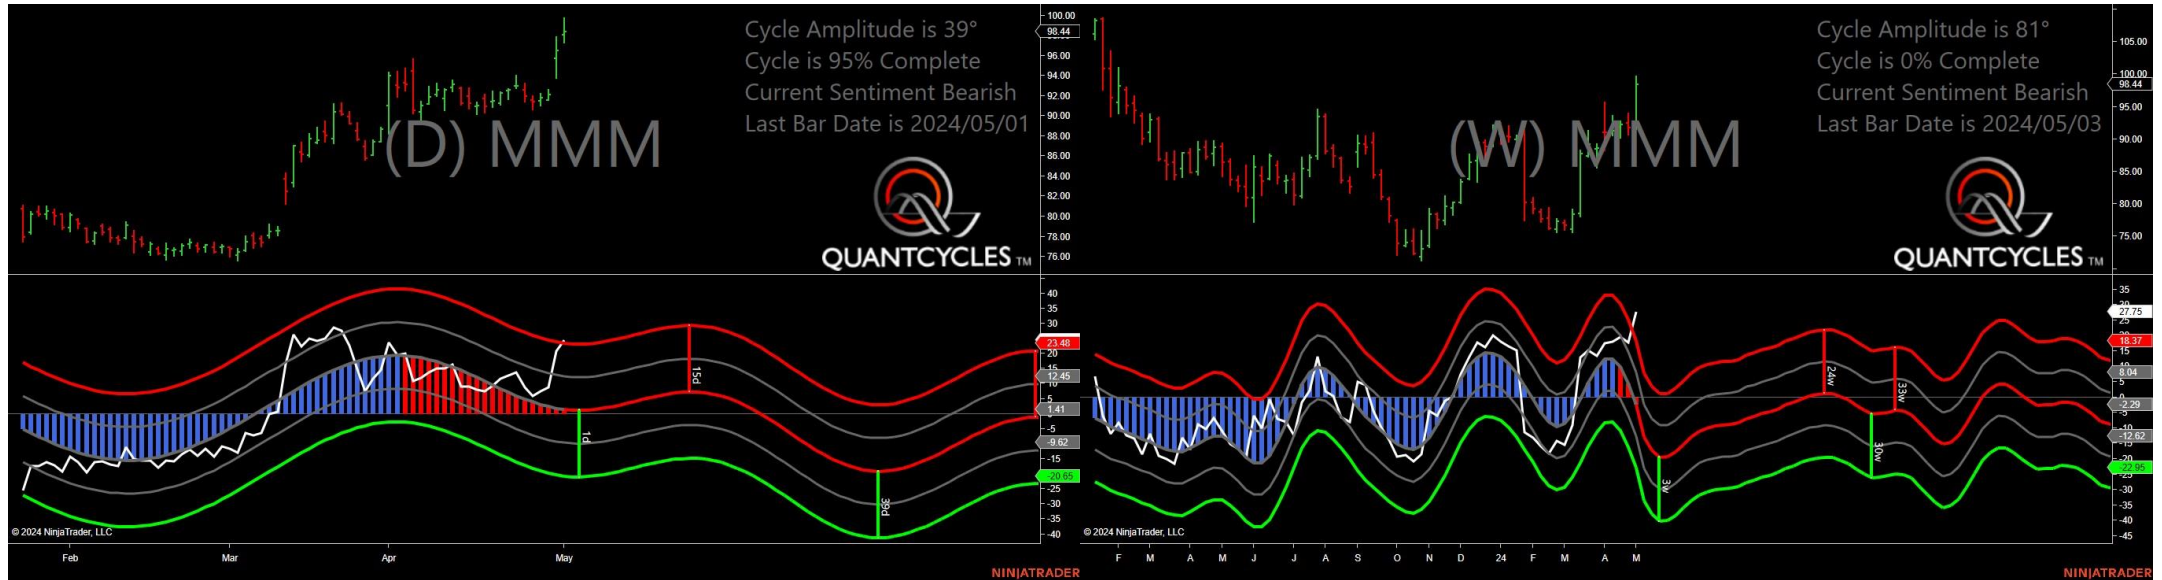 Cycle Amplitude is 39°
Cycle is 95% Complete
Current Sentiment Bearish
Last Bar Date is 2024/05/01
(D) MMM
QUANTCYCLES TM
100.00
98.44
96.00
94.00
92.00
90.00
88.00
86.00
84.00
82.00
80.00
78.00
76.00
40
35
30
23.48
20
15
12.45
5
1.41
-5
-9.62
-15
-20.65
-25
-30
-35
-40
15d
1d
39d
© 2024 NinjaTrader, LLC
Feb Mar Apr May
NINJATRADER
Cycle Amplitude is 81°
Cycle is 0% Complete
Current Sentiment Bearish
Last Bar Date is 2024/05/03
(W) MMM
QUANTCYCLES TM
105.00
100.00
98.44
95.00
90.00
85.00
80.00
75.00
35
27.75
25
18.37
15
8.04
5
-2.29
-5
-10
-12.62
-15
-20
-22.95
-25
-30
-35
-40
-45
24w
33w
30w
3w
© 2024 NinjaTrader, LLC
F M A M J J A S O N D 24 F M A M
NINJATRADER